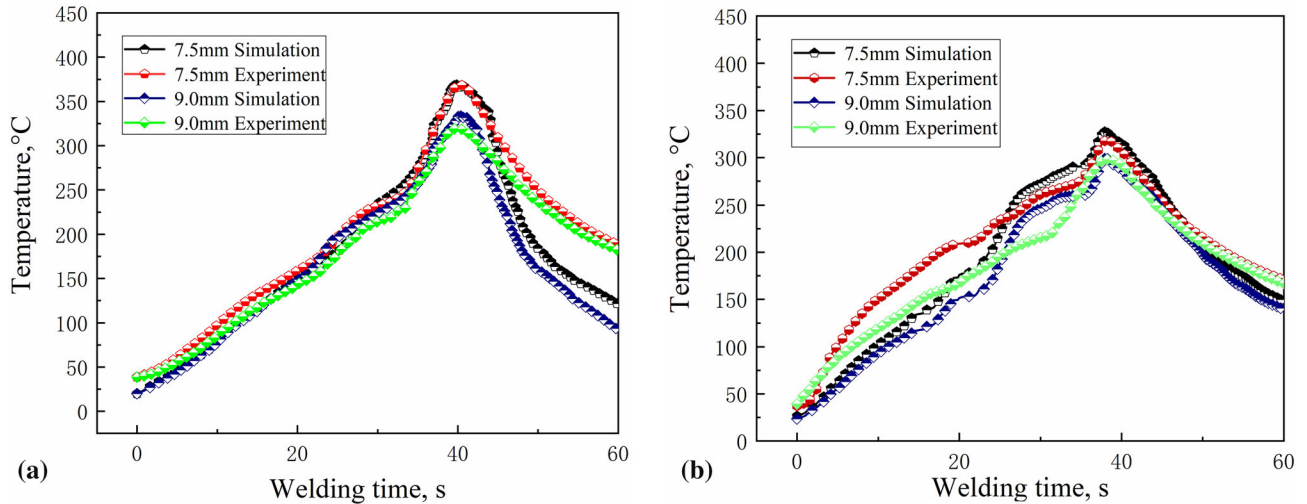 450
400
350
300
250
200
150
100
50
0
Temperature,°C
7.5mm Simulation
7.5mm Experiment
9.0mm Simulation
9.0mm Experiment
0
20
40
60
Welding time, s
(a)
450
400
350
300
250
200
150
100
50
0
Temperature, °C
7.5mm Simulation
7.5mm Experiment
9.0mm Simulation
9.0mm Experiment
0
20
40
60
Welding time, s
(b)